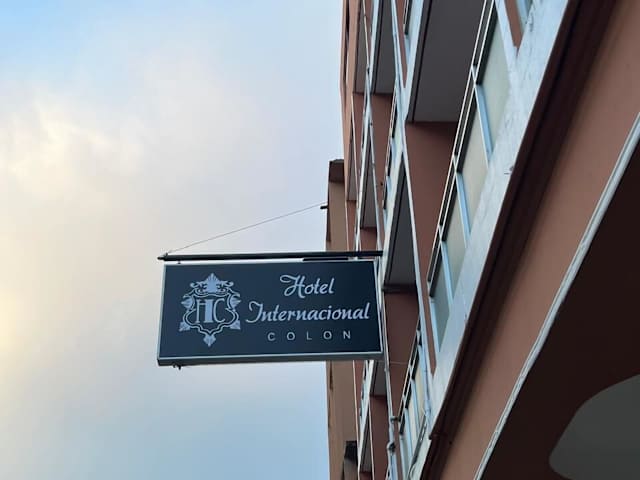 HC
Hotel
Internacional
COLON